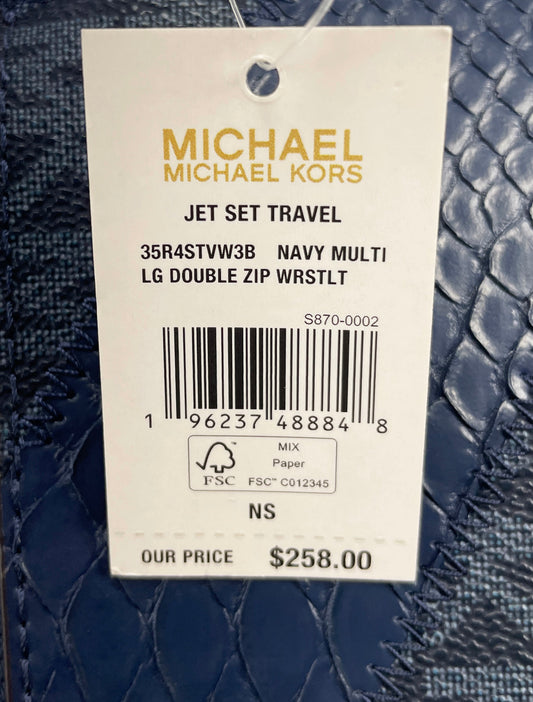 MICHAEL
MICHAEL KORS
JET SET TRAVEL
35R4STVW3B NAVY MULTI
LG DOUBLE ZIP WRSTLT
S870-0002
1 96237 48884 8
FSC™
MIX
Paper
FSC™ C012345
NS
OUR PRICE $258.00